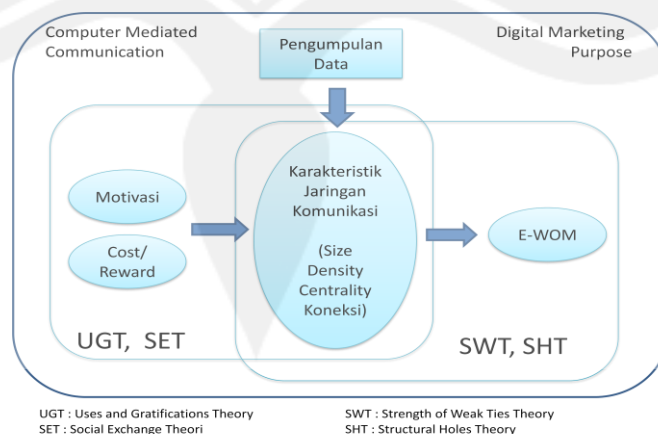 Computer Mediated
Communication
Digital Marketing
Purpose
Pengumpulan
Data
Motivasi
Cost/
Reward
Karakteristik
Jaringan
Komunikasi
(Size
Density
Centrality
Koneksi)
E-WOM
UGT, SET
SWT, SHT
UGT : Uses and Gratifications Theory
SET : Social Exchange Theori
SWT : Strength of Weak Ties Theory
SHT : Structural Holes Theory